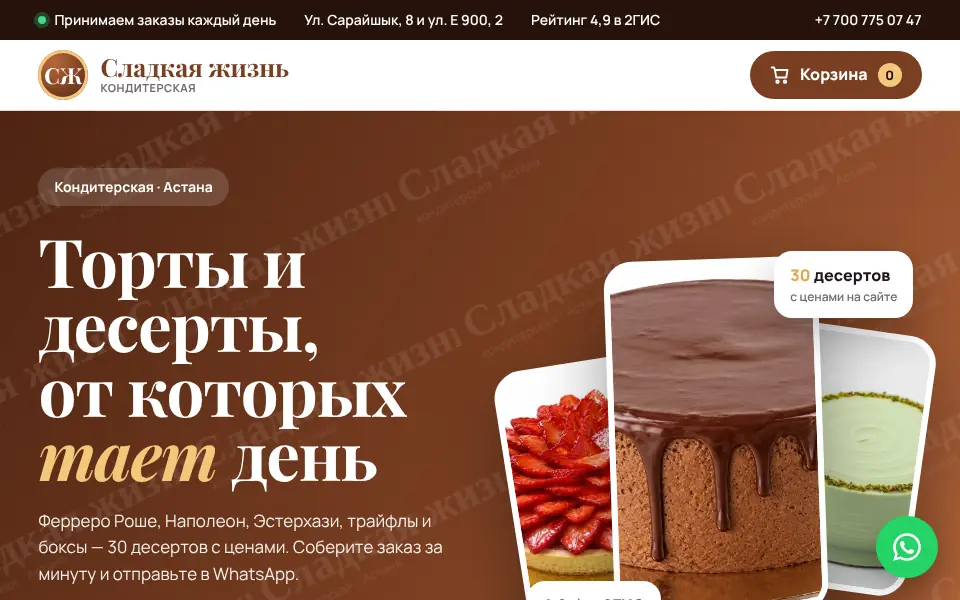 Принимаем заказы каждый день
Ул. Сарайшык, 8 и ул. Е 900, 2
Рейтинг 4,9 в 2ГИС
+7 700 775 07 47
СЖ
Сладкая жизнь
КОНДИТЕРСКАЯ
Корзина 0
Кондитерская · Астана
Торты и
десерты,
от которых
тает день
30 десертов
с ценами на сайте
Ферреро Роше, Наполеон, Эстерхази, трайфлы и
боксы — 30 десертов с ценами. Соберите заказ за
минуту и отправьте в WhatsApp.